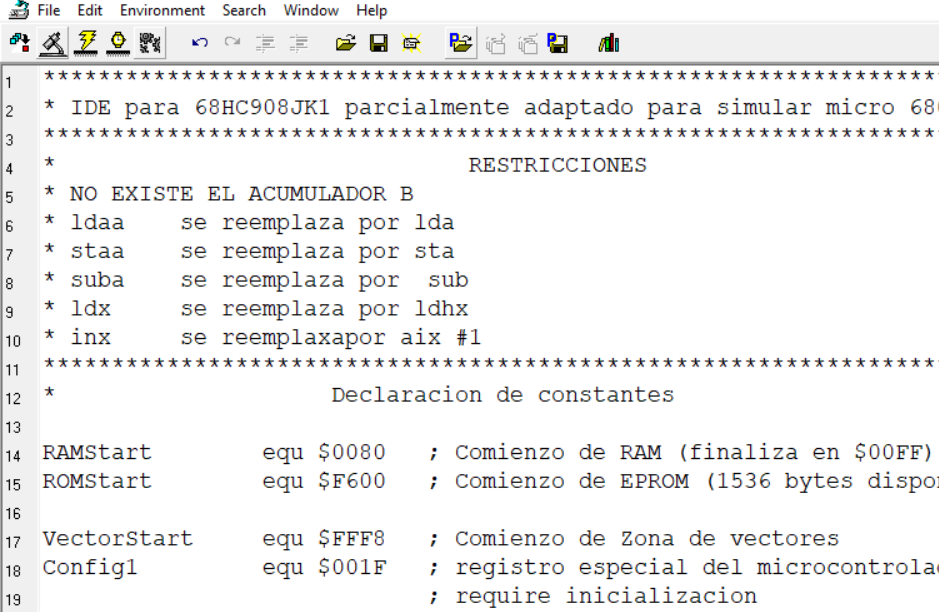 File Edit Environment Search Window Help
1 *****************************************************************
2 * IDE para 68HC908JK1 parcialmente adaptado para simular micro 68
3 *****************************************************************
4 * RESTRICCIONES
5 * NO EXISTE EL ACUMULADOR B
6 * ldaa se reemplaza por lda
7 * staa se reemplaza por sta
8 * suba se reemplaza por sub
9 * ldx se reemplaza por ldhx
10 * inx se reemplaxapor aix #1
11 *****************************************************************
12 * Declaracion de constantes
13
14 RAMStart equ $0080 ; Comienzo de RAM (finaliza en $00FF)
15 ROMStart equ $F600 ; Comienzo de EPROM (1536 bytes dispo
16
17 VectorStart equ $FFF8 ; Comienzo de Zona de vectores
18 Config1 equ $001F ; registro especial del microcontrola
19 ; require inicializacion